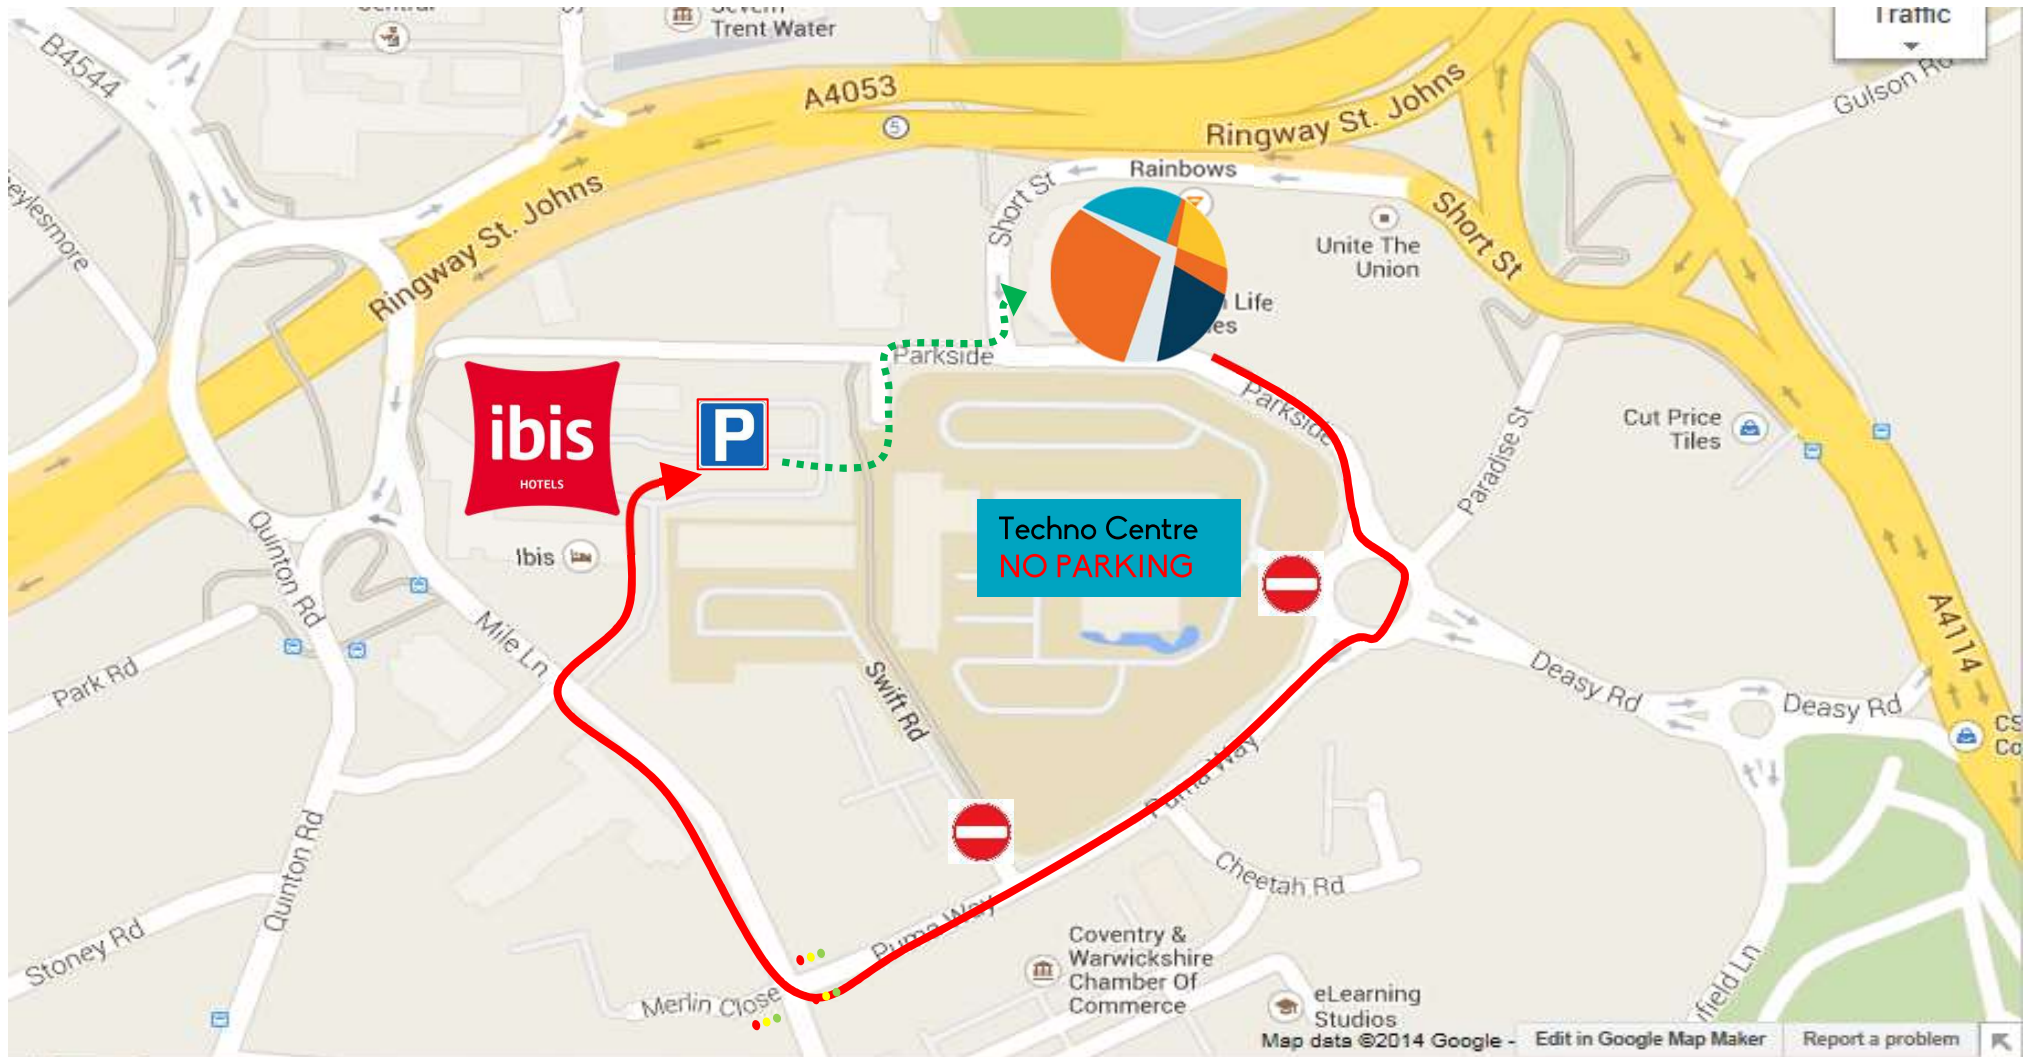 Trent Water
Traffic
B4544
A4053
5
Ringway St. Johns
Gulson Rd
Ringway St. Johns
Short St
Rainbows
Short St
Unite The
Union
Life
Parkside
Parkside
ibis
HOTELS
P
Cut Price
Tiles
Paradise St
Techno Centre
NO PARKING
Ibis
Quinton Rd
Mile Ln
Park Rd
Swift Rd
Deasy Rd
Deasy Rd
A4114
Puma Way
Quinton Rd
Cheetah Rd
Stoney Rd
Puma Way
Merlin Close
Coventry &
Warwickshire
Chamber Of
Commerce
eLearning
Studios
Map data ©2014 Google -
Edit in Google Map Maker
Report a problem